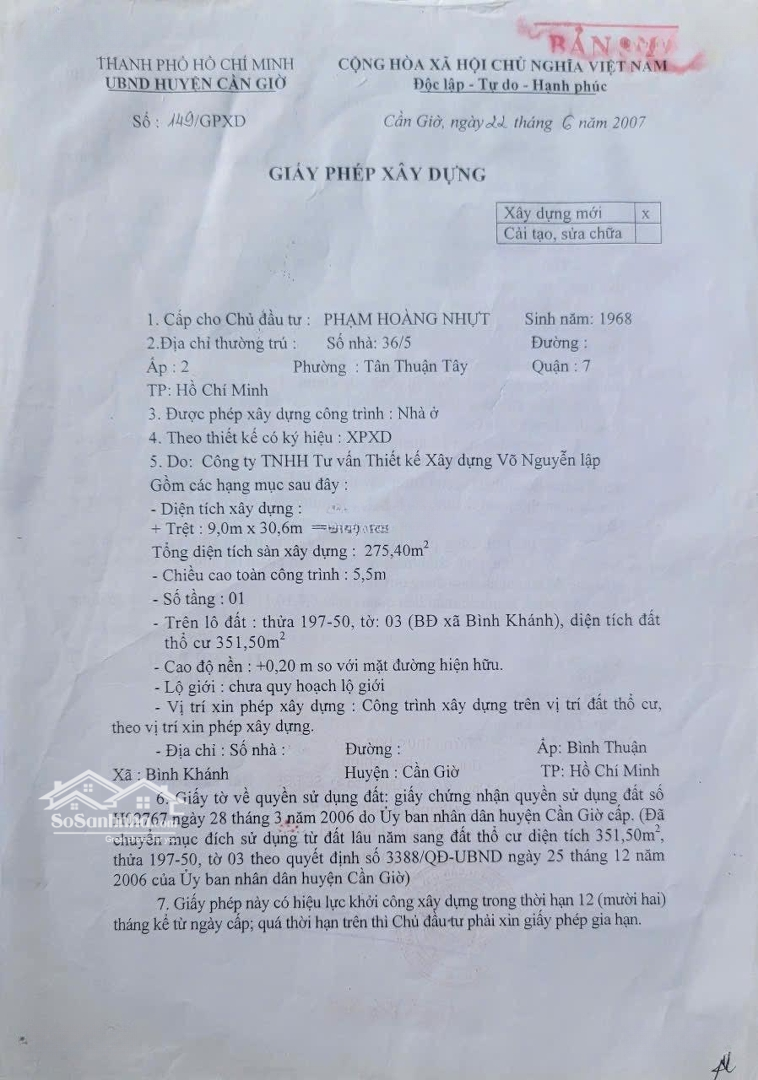 BẢN SAO
THÀNH PHỐ HỒ CHÍ MINH
UBND HUYỆN CẦN GIỜ
CỘNG HÒA XÃ HỘI CHỦ NGHĨA VIỆT NAM
Độc lập - Tự do - Hạnh phúc
Số : 149/GPXD
Cần Giờ, ngày 22 tháng 6 năm 2007
GIẤY PHÉP XÂY DỰNG
Xây dựng mới x
Cải tạo, sửa chữa
1. Cấp cho Chủ đầu tư : PHẠM HOÀNG NHỰT Sinh năm: 1968
2.Địa chỉ thường trú : Số nhà: 36/5 Đường :
Ấp : 2 Phường : Tân Thuận Tây Quận : 7
TP: Hồ Chí Minh
3. Được phép xây dựng công trình : Nhà ở
4. Theo thiết kế có ký hiệu : XPXD
5. Do: Công ty TNHH Tư vấn Thiết kế Xây dựng Võ Nguyễn lập
Gồm các hạng mục sau đây :
- Diện tích xây dựng :
+ Trệt : 9,0m x 30,6m
Tổng diện tích sàn xây dựng : 275,40m²
- Chiều cao toàn công trình : 5,5m
- Số tầng : 01
- Trên lô đất : thửa 197-50, tờ: 03 (BĐ xã Bình Khánh), diện tích đất
thổ cư 351,50m²
- Cao độ nền : +0,20 m so với mặt đường hiện hữu.
- Lộ giới : chưa quy hoạch lộ giới
- Vị trí xin phép xây dựng : Công trình xây dựng trên vị trí đất thổ cư,
theo vị trí xin phép xây dựng.
- Địa chỉ : Số nhà : Đường : Ấp: Bình Thuận
Xã : Bình Khánh Huyện : Cần Giờ TP: Hồ Chí Minh
6. Giấy tờ về quyền sử dụng đất: giấy chứng nhận quyền sử dụng đất số
H02767 ngày 28 tháng 3 năm 2006 do Ủy ban nhân dân huyện Cần Giờ cấp. (Đã
chuyển mục đích sử dụng từ đất lâu năm sang đất thổ cư diện tích 351,50m²,
thửa 197-50, tờ 03 theo quyết định số 3388/QĐ-UBND ngày 25 tháng 12 năm
2006 của Ủy ban nhân dân huyện Cần Giờ)
7. Giấy phép này có hiệu lực khởi công xây dựng trong thời hạn 12 (mười hai)
tháng kể từ ngày cấp; quá thời hạn trên thì Chủ đầu tư phải xin giấy phép gia hạn.